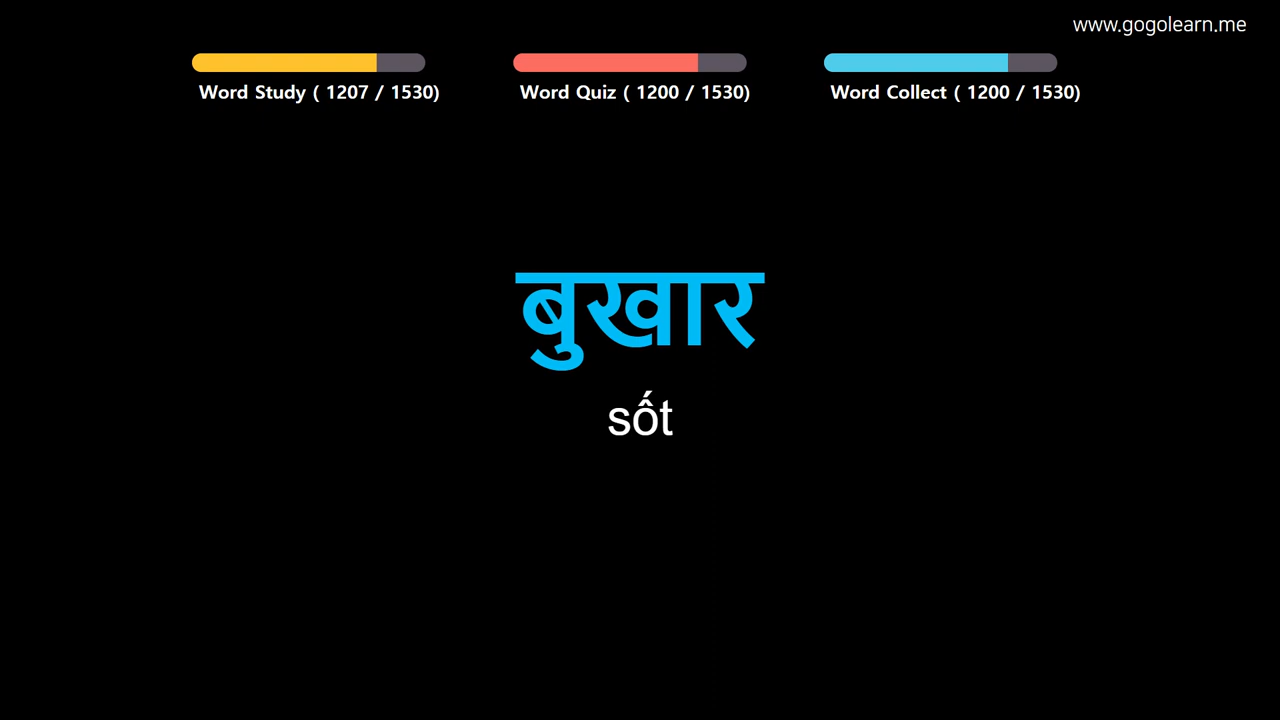 www.gogolearn.me
Word Study ( 1207 / 1530)
Word Quiz ( 1200 / 1530)
Word Collect ( 1200 / 1530)
बुखार
sốt